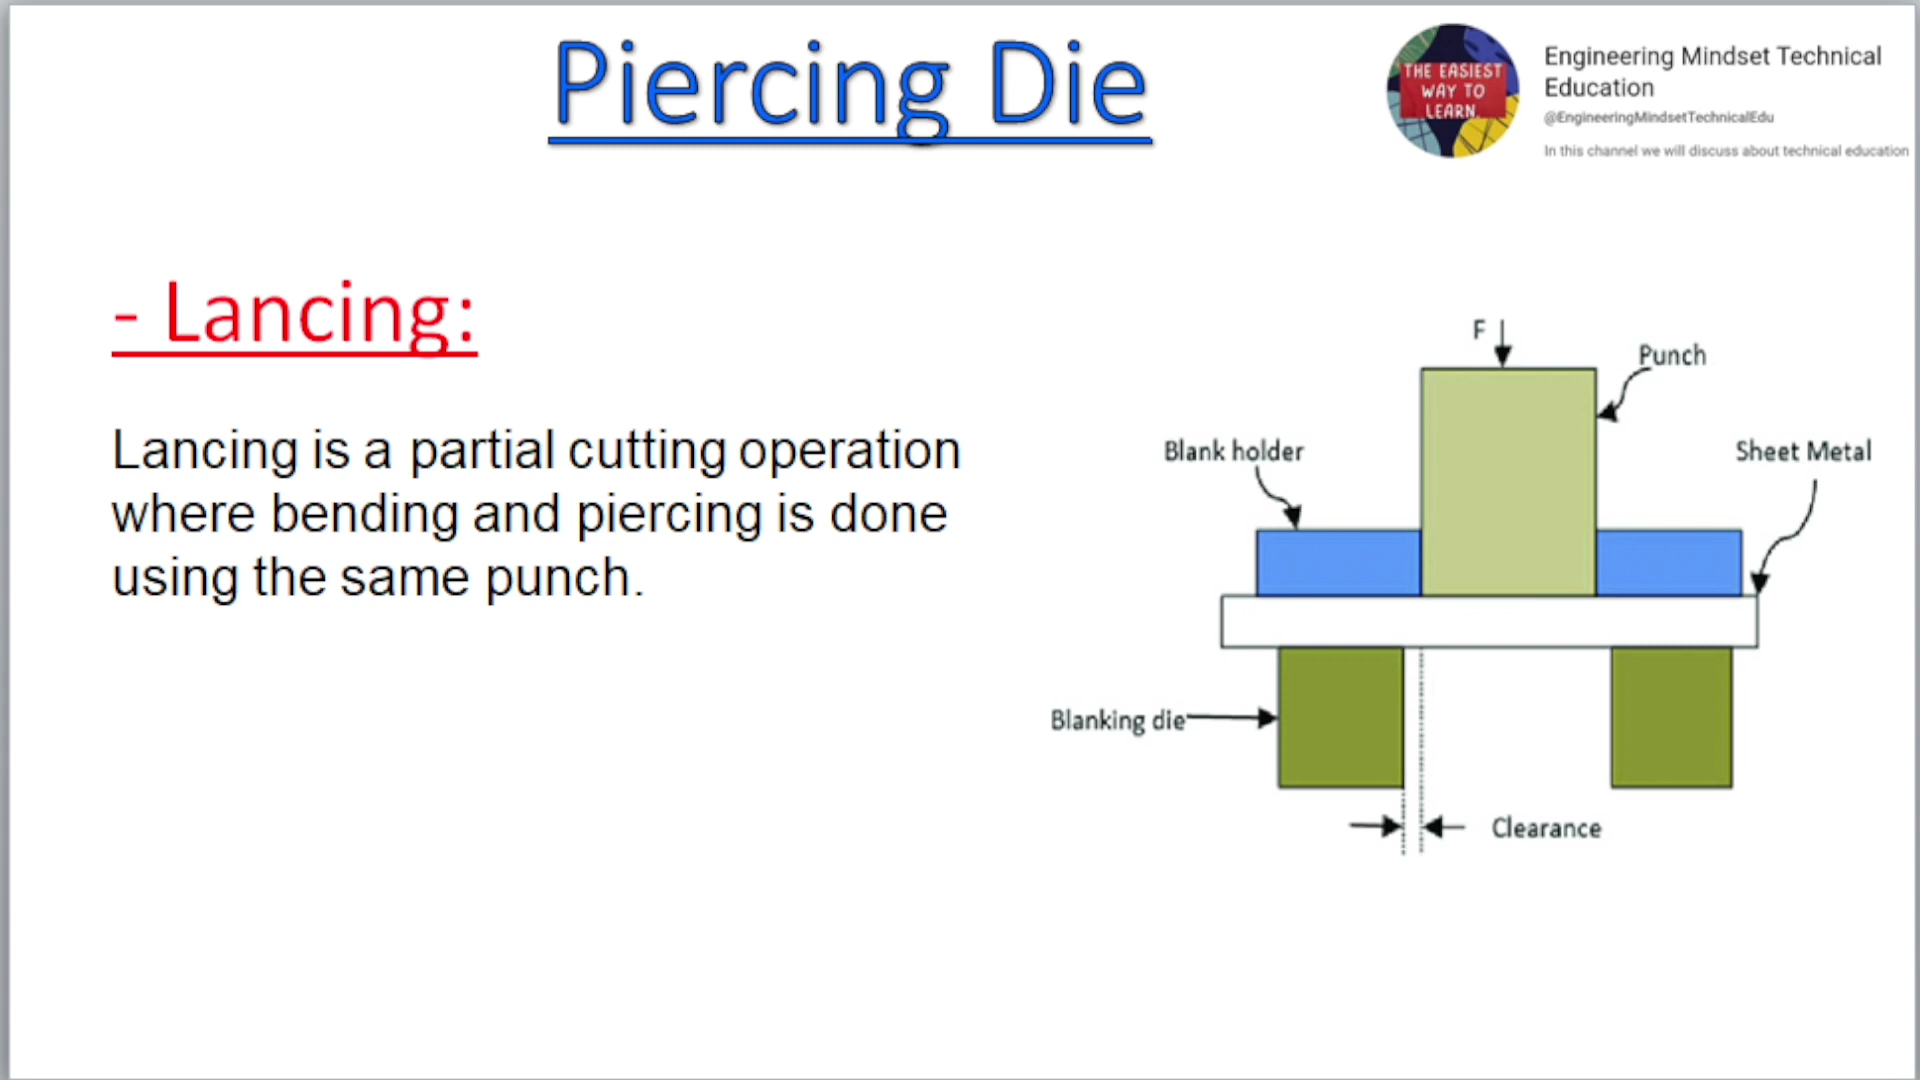 Piercing Die
THE EASIEST
WAY TO
LEARN.
Engineering Mindset Technical
Education
@EngineeringMindsetTechnicalEdu
In this channel we will discuss about technical education
- Lancing:
Lancing is a partial cutting operation
where bending and piercing is done
using the same punch.
F
Punch
Blank holder
Sheet Metal
Blanking die
Clearance